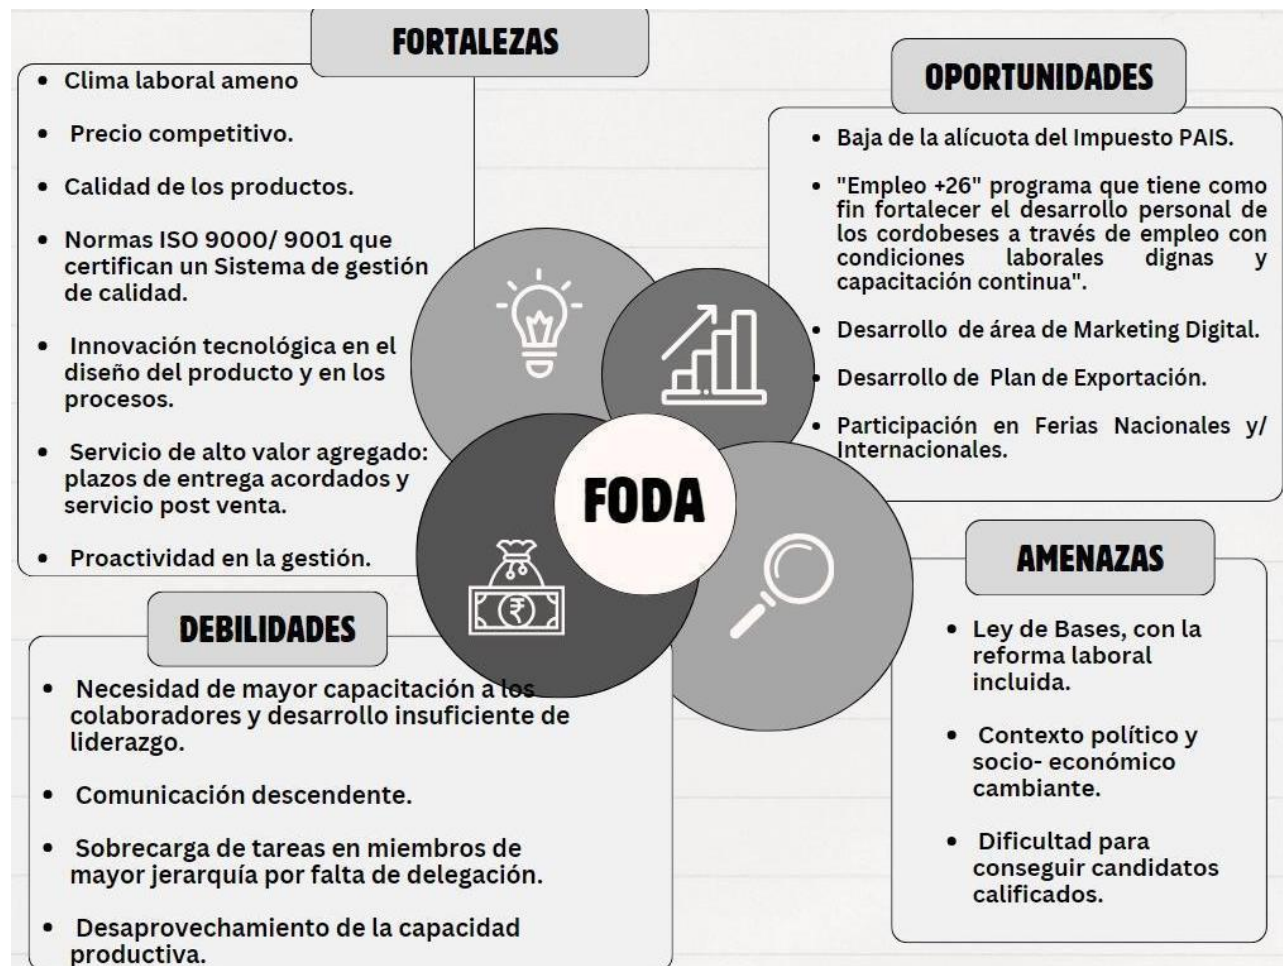 FORTALEZAS
• Clima laboral ameno
• Precio competitivo.
• Calidad de los productos.
• Normas ISO 9000/ 9001 que
certifican un Sistema de gestión
de calidad.
• Innovación tecnológica en el
diseño del producto y en los
procesos.
• Servicio de alto valor agregado:
plazos de entrega acordados y
servicio post venta.
• Proactividad en la gestión.
OPORTUNIDADES
• Baja de la alícuota del Impuesto PAIS.
• "Empleo +26" programa que tiene como
fin fortalecer el desarrollo personal de
los cordobeses a través de empleo con
condiciones laborales dignas y
capacitación continua".
• Desarrollo de área de Marketing Digital.
• Desarrollo de Plan de Exportación.
• Participación en Ferias Nacionales y/
Internacionales.
FODA
₹
DEBILIDADES
• Necesidad de mayor capacitación a los
colaboradores y desarrollo insuficiente de
liderazgo.
• Comunicación descendente.
• Sobrecarga de tareas en miembros de
mayor jerarquía por falta de delegación.
• Desaprovechamiento de la capacidad
productiva.
AMENAZAS
• Ley de Bases, con la
reforma laboral
incluida.
• Contexto político y
socio- económico
cambiante.
• Dificultad para
conseguir candidatos
calificados.